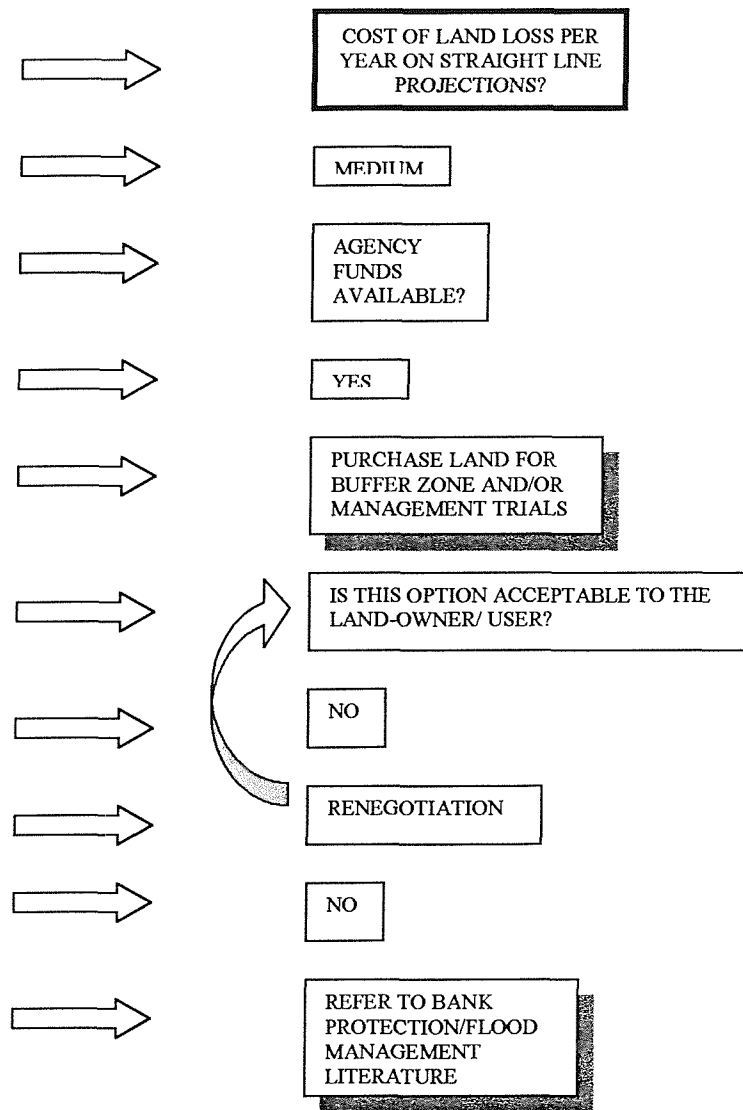 COST OF LAND LOSS PER
YEAR ON STRAIGHT LINE
PROJECTIONS?
MEDIUM
AGENCY
FUNDS
AVAILABLE?
YES
PURCHASE LAND FOR
BUFFER ZONE AND/OR
MANAGEMENT TRIALS
IS THIS OPTION ACCEPTABLE TO THE
LAND-OWNER/ USER?
NO
RENEGOTIATION
NO
REFER TO BANK
PROTECTION/FLOOD
MANAGEMENT
LITERATURE